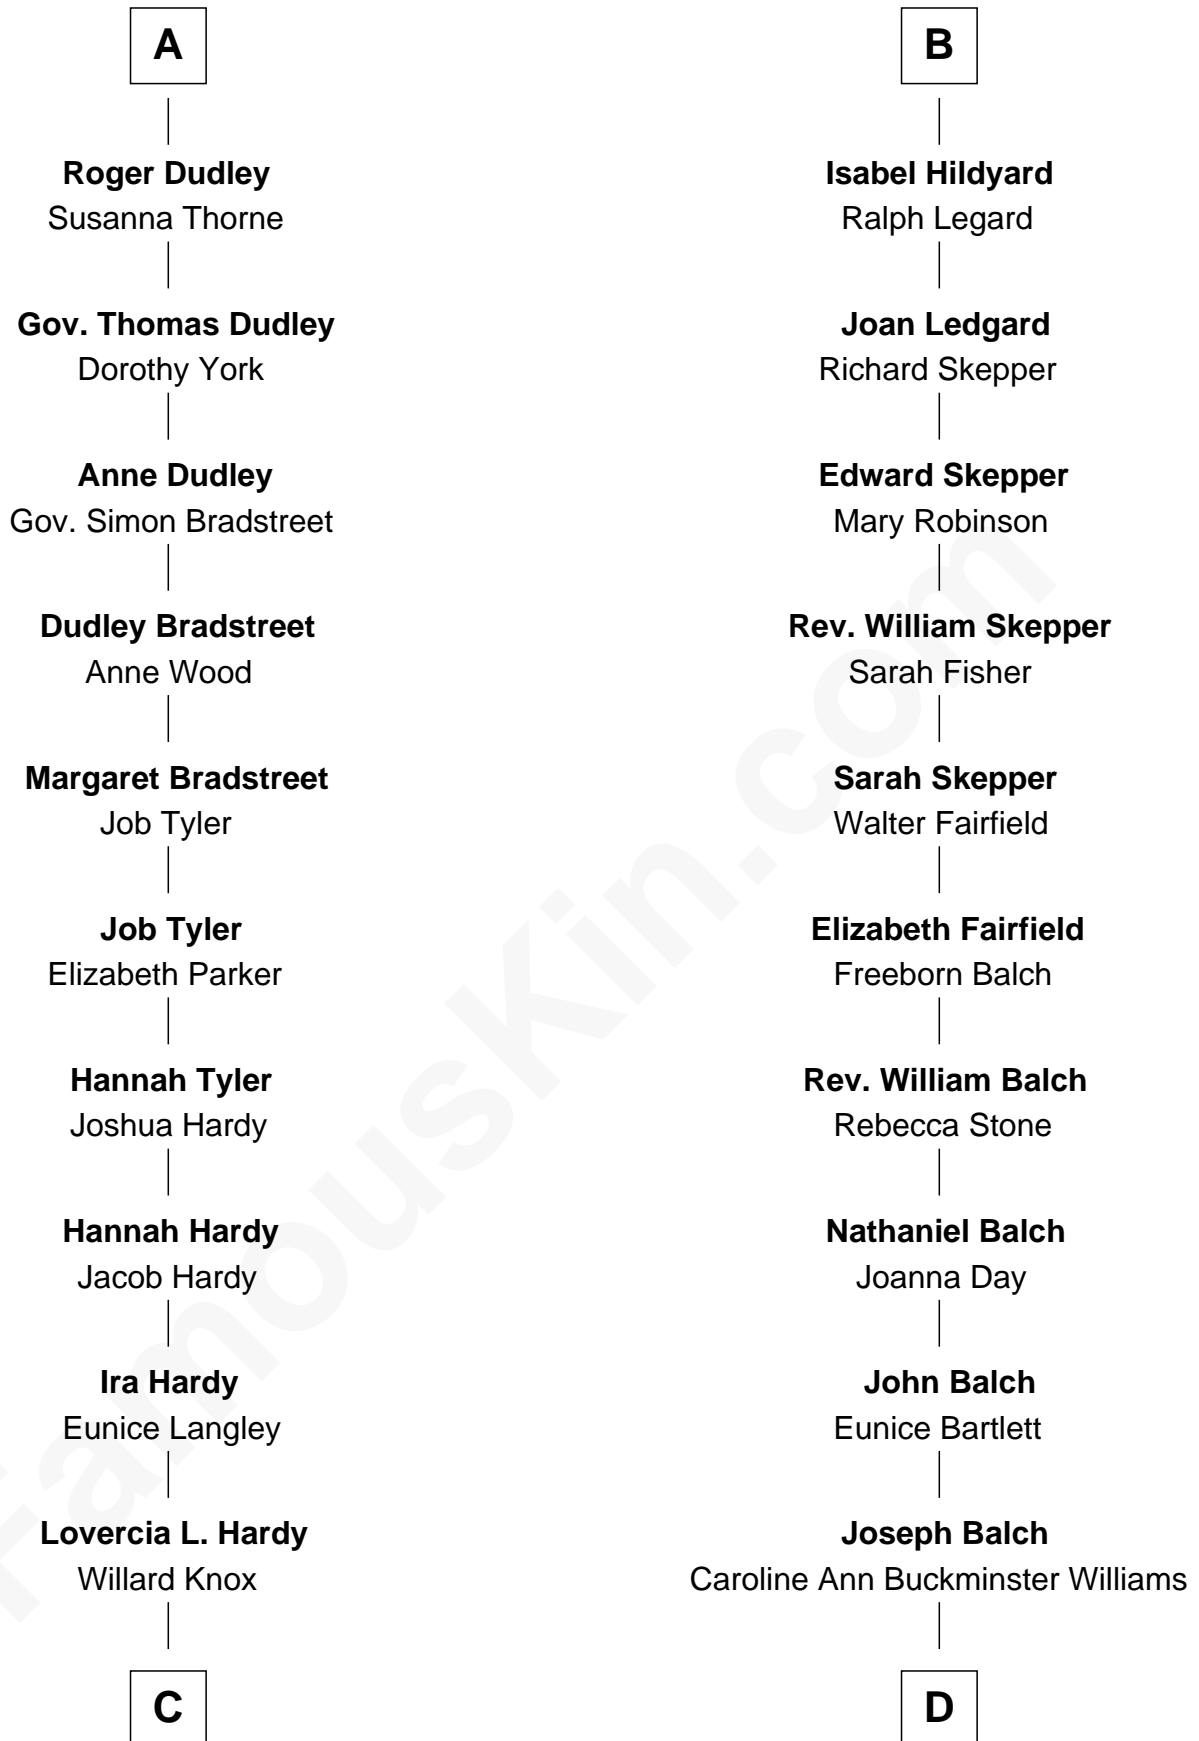 A
Roger Dudley
Susanna Thorne
Gov. Thomas Dudley
Dorothy York
Anne Dudley
Gov. Simon Bradstreet
Dudley Bradstreet
Anne Wood
Margaret Bradstreet
Job Tyler
Job Tyler
Elizabeth Parker
Hannah Tyler
Joshua Hardy
Hannah Hardy
Jacob Hardy
Ira Hardy
Eunice Langley
Lovercia L. Hardy
Willard Knox
C
B
Isabel Hildyard
Ralph Legard
Joan Ledgard
Richard Skepper
Edward Skepper
Mary Robinson
Rev. William Skepper
Sarah Fisher
Sarah Skepper
Walter Fairfield
Elizabeth Fairfield
Freeborn Balch
Rev. William Balch
Rebecca Stone
Nathaniel Balch
Joanna Day
John Balch
Eunice Bartlett
Joseph Balch
Caroline Ann Buckminster Williams
D
FamousKin.com